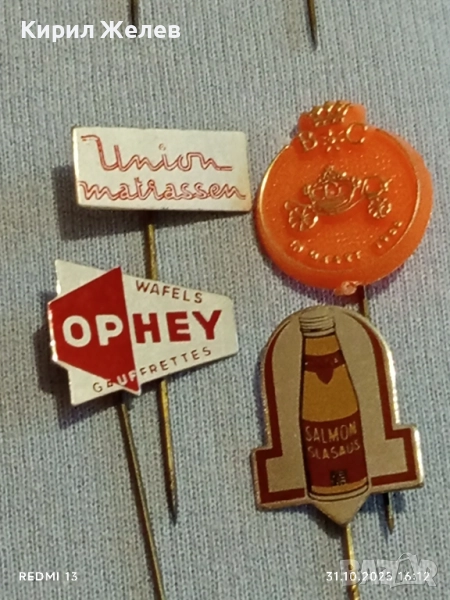 Кирил Желев
Union
matrassen
B C
WAFELS
OPHEY
GAUFFRETTES
SALMON
SLASAUS
REDMI 13
31.10.2025 16:12